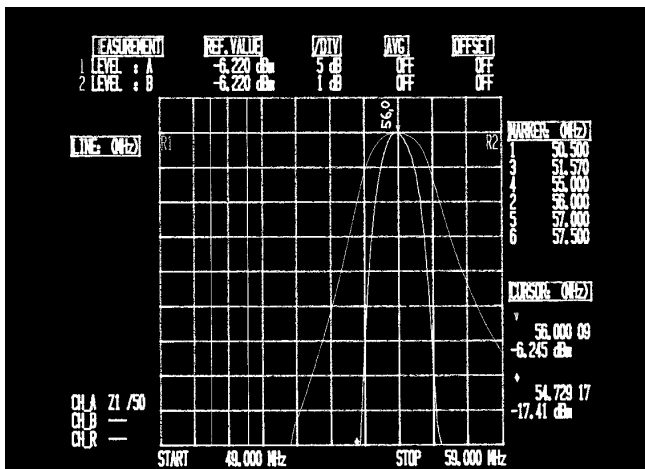 MEASUREMENT REF. VALUE /DIV AVG OFFSET
1 LEVEL : A -6.220 dBm 5 dB OFF OFF
2 LEVEL : B -6.220 dBm 1 dB OFF OFF
56,0
LINE: (MHz)
R1
R2
MARKER: (MHz)
1 50.500
3 51.570
4 55.000
2 56.000
5 57.000
6 57.500
CURSOR: (MHz)
56.000 09
-6.245 dBm
54.729 17
-17.41 dBm
CH_A Z1 /50
CH_B —
CH_R —
START 49.000 MHz STOP 59.000 MHz